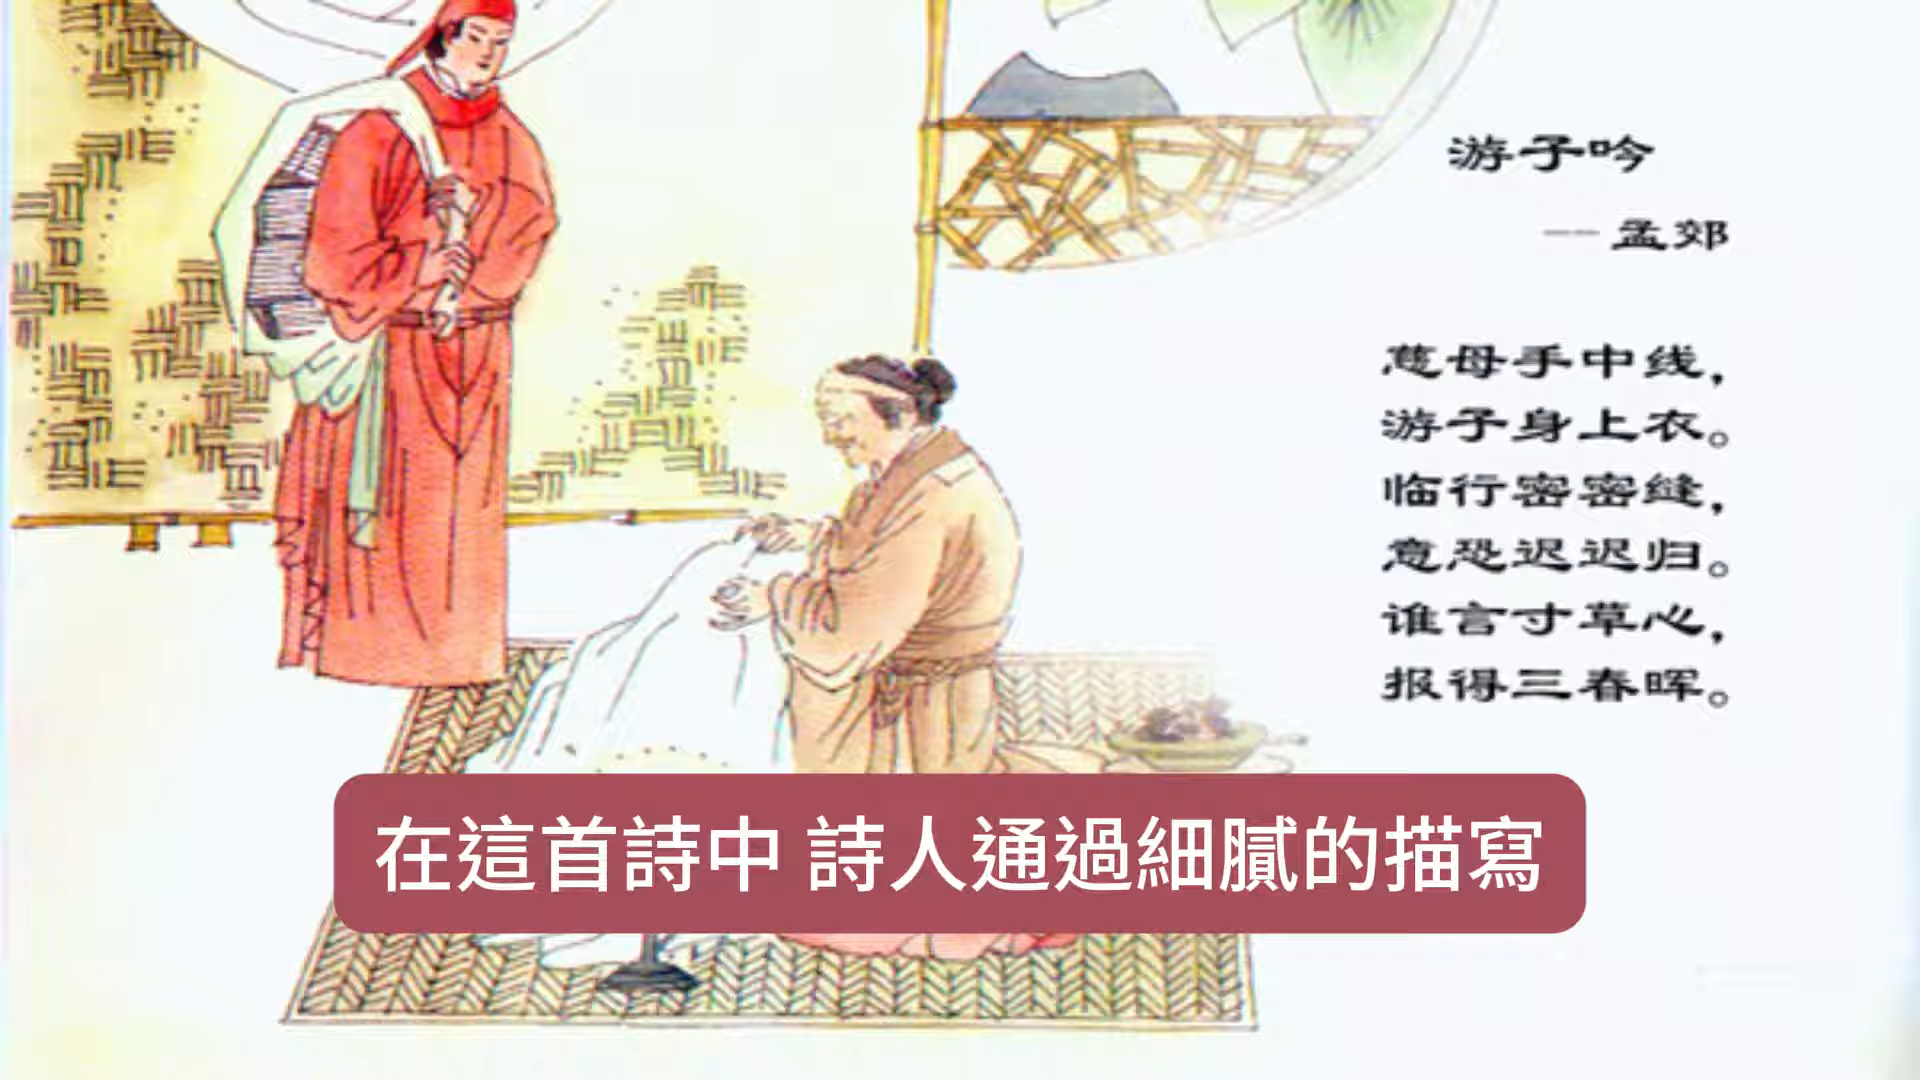 游子吟
-- 孟郊
慈母手中线，
游子身上衣。
临行密密缝，
意恐迟迟归。
谁言寸草心，
报得三春晖。
在這首詩中 詩人通過細膩的描寫